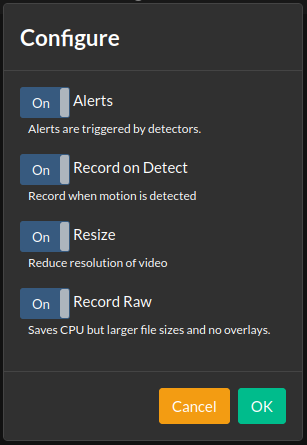 Configure
On Alerts
Alerts are triggered by detectors.
On Record on Detect
Record when motion is detected
On Resize
Reduce resolution of video
On Record Raw
Saves CPU but larger file sizes and no overlays.
Cancel OK